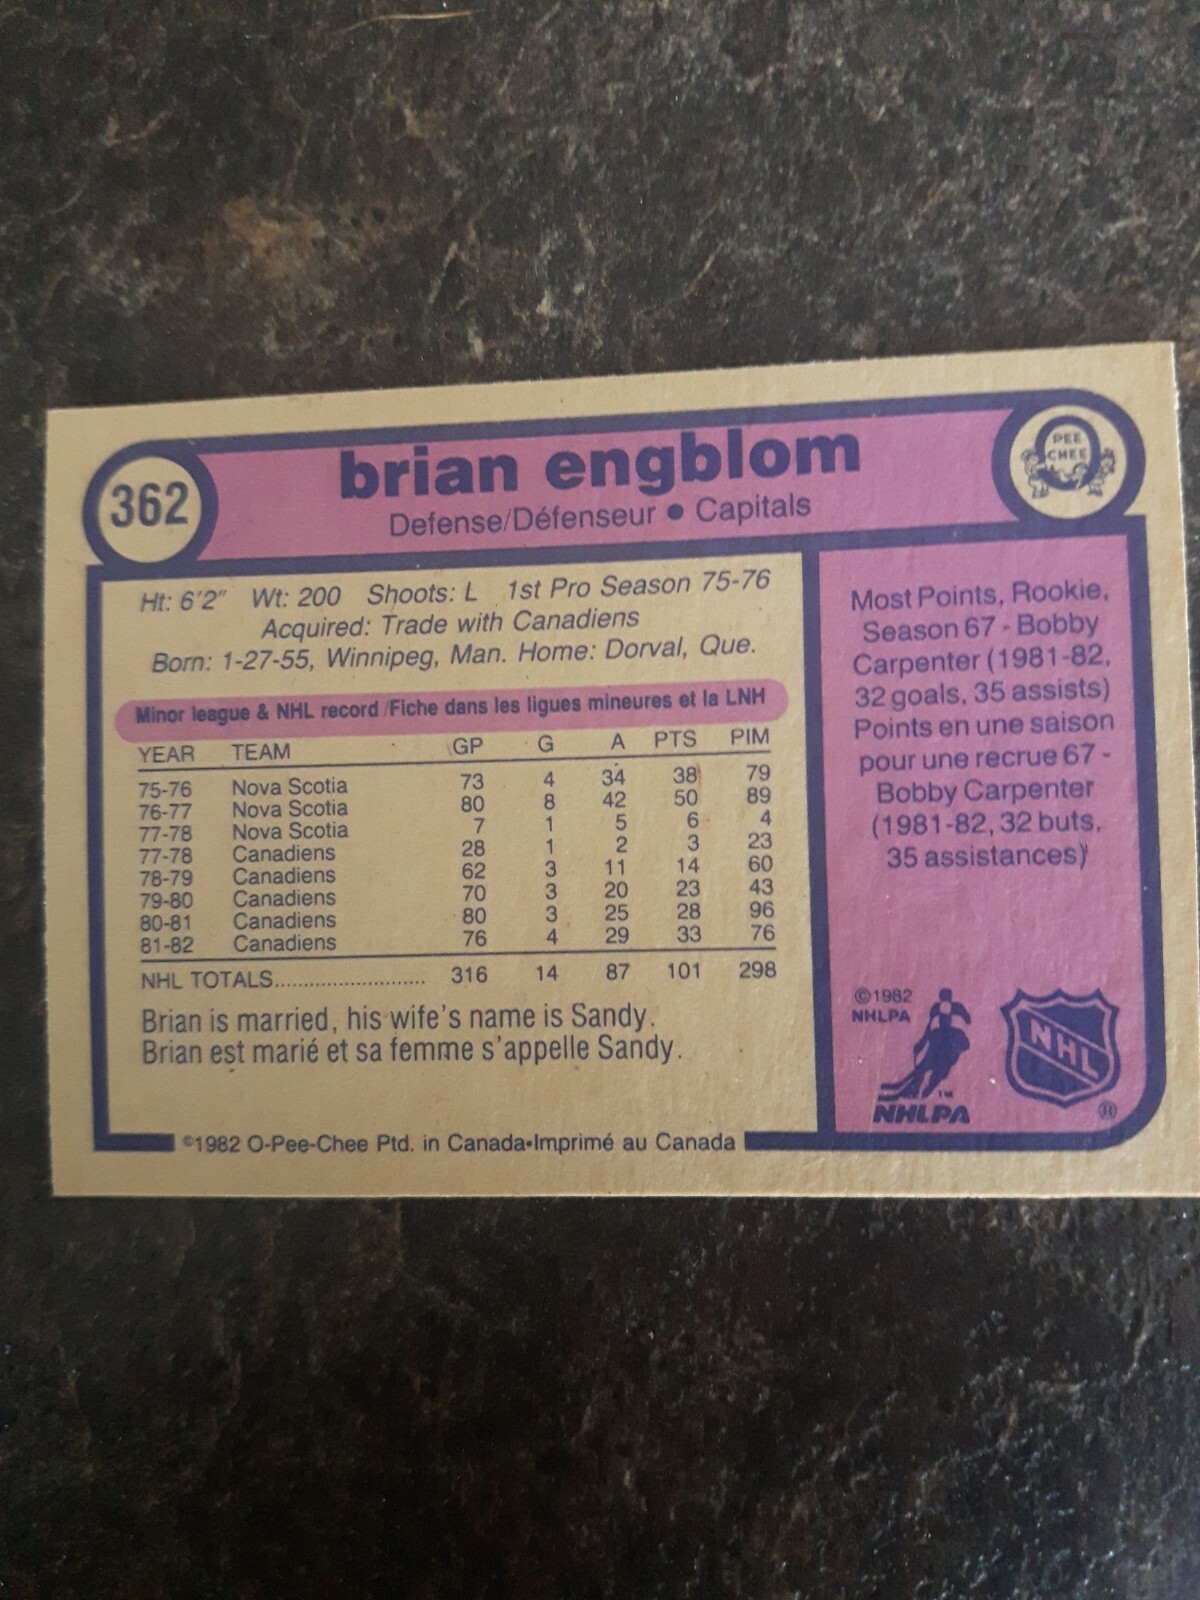 362
brian engblom
PEE
CHEE
Defense/Défenseur • Capitals
Ht: 6'2" Wt: 200 Shoots: L 1st Pro Season 75-76
Acquired: Trade with Canadiens
Born: 1-27-55, Winnipeg, Man. Home: Dorval, Que.
Minor league & NHL record/Fiche dans les ligues mineures et la LNH
YEAR TEAM GP G A PTS PIM
75-76 Nova Scotia 73 4 34 38 79
76-77 Nova Scotia 80 8 42 50 89
77-78 Nova Scotia 7 1 5 6 4
77-78 Canadiens 28 1 2 3 23
78-79 Canadiens 62 3 11 14 60
79-80 Canadiens 70 3 20 23 43
80-81 Canadiens 80 3 25 28 96
81-82 Canadiens 76 4 29 33 76
NHL TOTALS.......................... 316 14 87 101 298
Brian is married, his wife's name is Sandy.
Brian est marié et sa femme s'appelle Sandy.
©1982 O-Pee-Chee Ptd. in Canada•Imprimé au Canada
Most Points, Rookie,
Season 67 - Bobby
Carpenter (1981-82,
32 goals, 35 assists)
Points en une saison
pour une recrue 67 -
Bobby Carpenter
(1981-82, 32 buts,
35 assistances)
©1982
NHLPA
TM
NHLPA
NHL
®